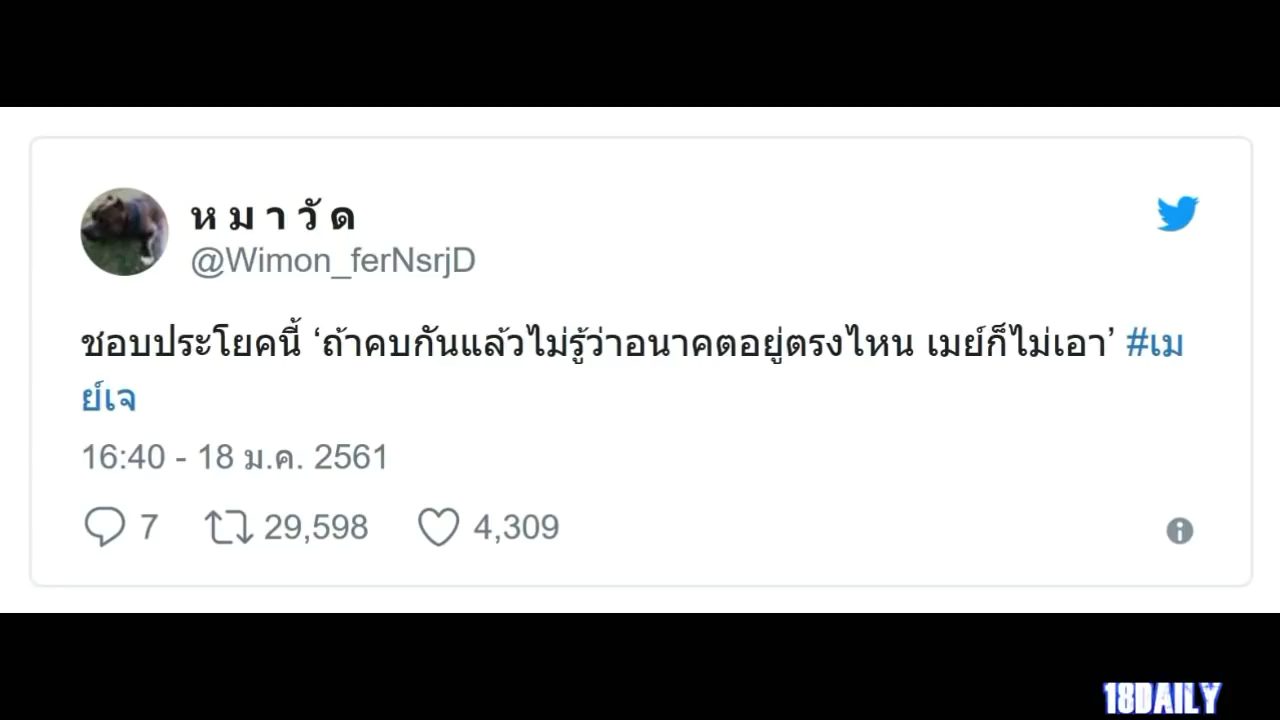 ห ม า วั ด
@Wimon_ferNsrjD
ชอบประโยคนี้ ‘ถ้าคบกันแล้วไม่รู้ว่าอนาคตอยู่ตรงไหน เมย์ก็ไม่เอา’ #เม
ย์เจ
16:40 - 18 ม.ค. 2561
7 29,598 4,309
18DAILY